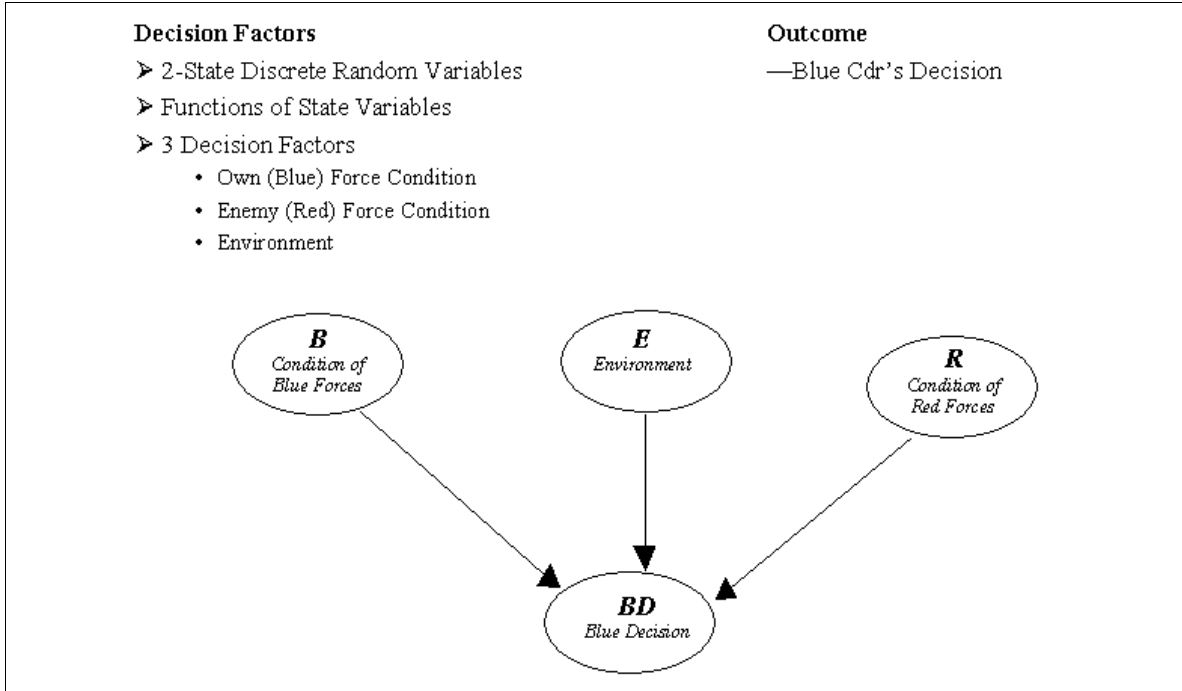 Decision Factors
➢ 2-State Discrete Random Variables
➢ Functions of State Variables
➢ 3 Decision Factors
• Own (Blue) Force Condition
• Enemy (Red) Force Condition
• Environment
Outcome
—Blue Cdr's Decision
B
Condition of
Blue Forces
E
Environment
R
Condition of
Red Forces
BD
Blue Decision